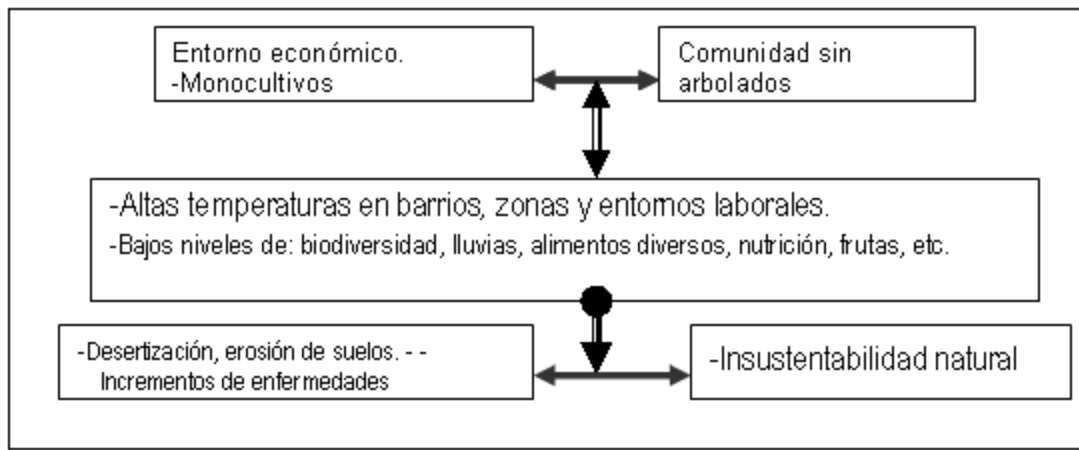 Entorno económico.
-Monocultivos
Comunidad sin
arbolados
-Altas temperaturas en barrios, zonas y entornos laborales.
-Bajos niveles de: biodiversidad, lluvias, alimentos diversos, nutrición, frutas, etc.
-Desertización, erosión de suelos. - -
Incrementos de enfermedades
-Insustentabilidad natural